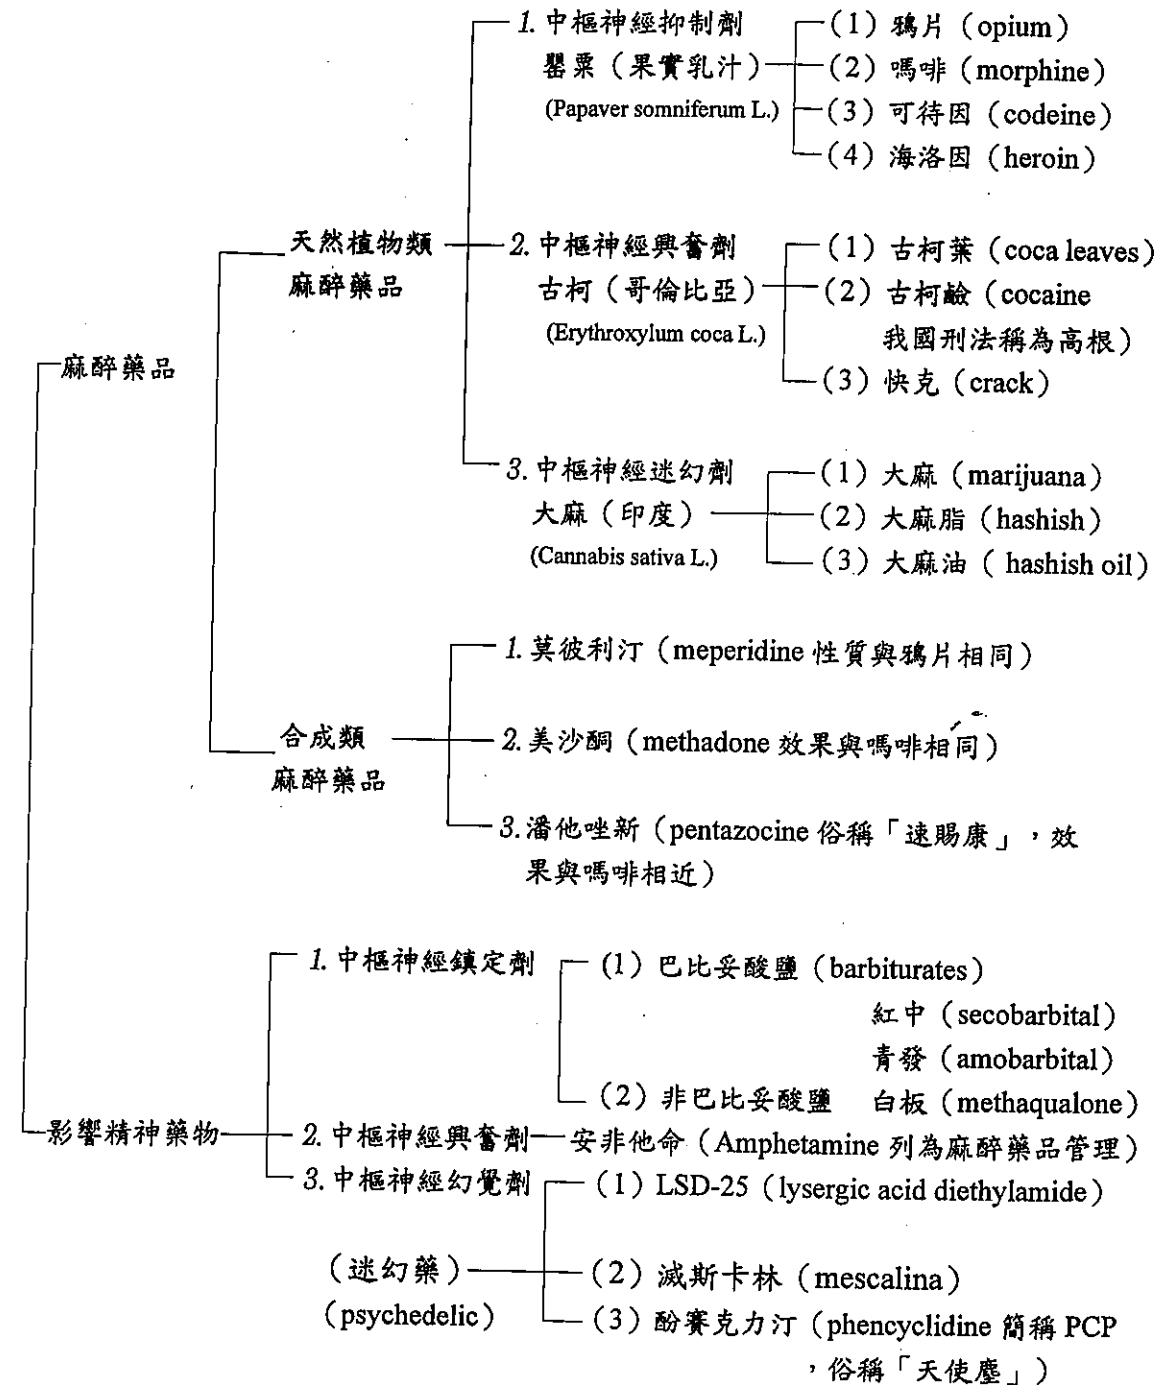 1. 中樞神經抑制劑
罌粟（果實乳汁）
(Papaver somniferum L.)
(1) 鴉片（opium）
(2) 嗎啡（morphine）
(3) 可待因（codeine）
(4) 海洛因（heroin）
天然植物類
麻醉藥品
2. 中樞神經興奮劑
古柯（哥倫比亞）
(Erythroxylum coca L.)
(1) 古柯葉（coca leaves）
(2) 古柯鹼（cocaine
我國刑法稱為高根）
(3) 快克（crack）
麻醉藥品
3. 中樞神經迷幻劑
大麻（印度）
(Cannabis sativa L.)
(1) 大麻（marijuana）
(2) 大麻脂（hashish）
(3) 大麻油（ hashish oil）
合成類
麻醉藥品
1. 莫彼利汀（meperidine 性質與鴉片相同）
2. 美沙酮（methadone 效果與嗎啡相同）
3. 潘他唑新（pentazocine 俗稱「速賜康」，效
果與嗎啡相近）
影響精神藥物
1. 中樞神經鎮定劑
(1) 巴比妥酸鹽（barbiturates）
紅中（secobarbital）
青發（amobarbital）
(2) 非巴比妥酸鹽 白板（methaqualone）
2. 中樞神經興奮劑
安非他命（Amphetamine 列為麻醉藥品管理）
3. 中樞神經幻覺劑
（迷幻藥）
（psychedelic）
(1) LSD-25（lysergic acid diethylamide）
(2) 滅斯卡林（mescalina）
(3) 酚賽克力汀（phencyclidine 簡稱 PCP
，俗稱「天使塵」）